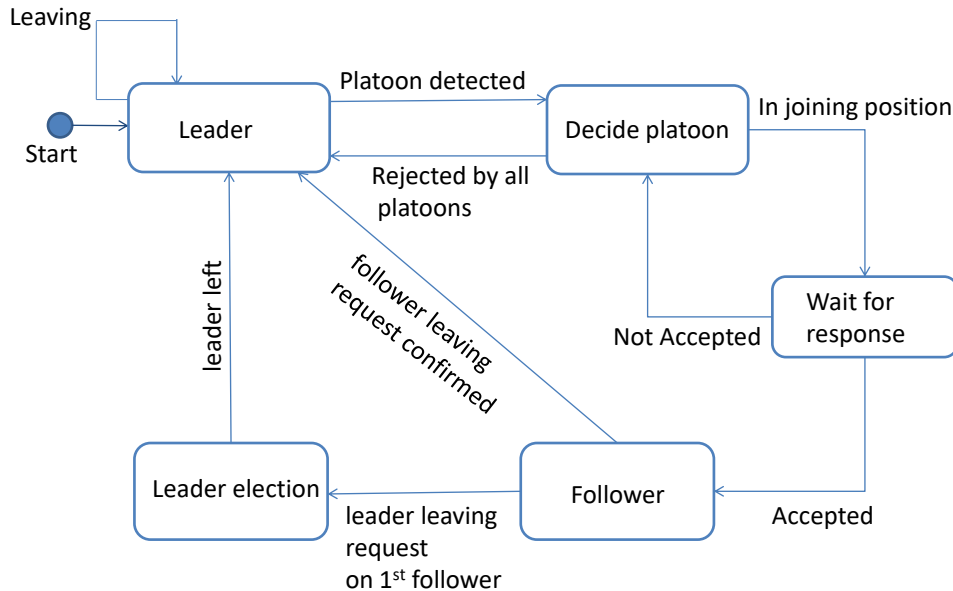 Leaving
Platoon detected
Leader
Start
Decide platoon
In joining position
Rejected by all
platoons
follower leaving
request confirmed
leader left
Wait for
response
Not Accepted
Leader election
Follower
leader leaving
request
on 1st follower
Accepted